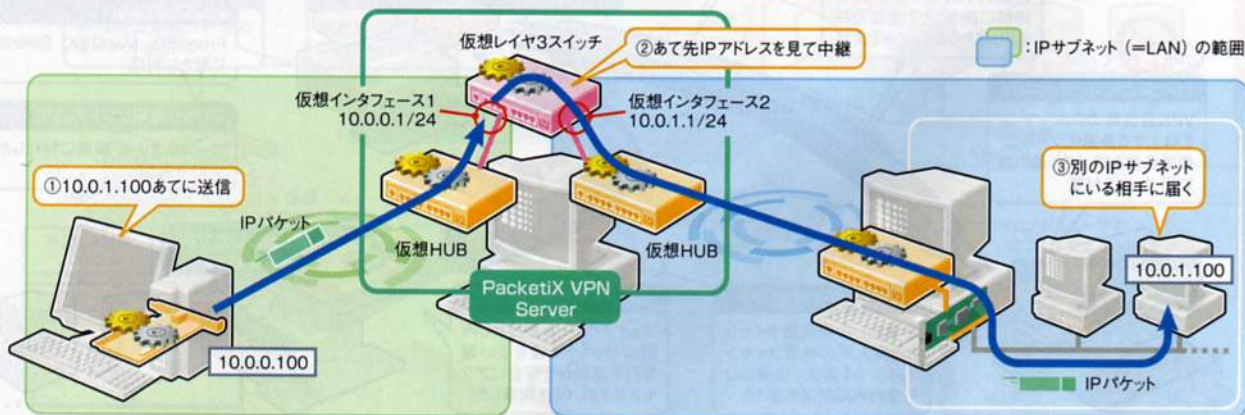 仮想レイヤ3スイッチ
②あて先IPアドレスを見て中継
:IPサブネット(=LAN)の範囲
仮想インタフェース1
10.0.0.1/24
仮想インタフェース2
10.0.1.1/24
①10.0.1.100あてに送信
IPパケット
仮想HUB
仮想HUB
③別のIPサブネット
にいる相手に届く
10.0.1.100
PacketiX VPN
Server
10.0.0.100
IPパケット